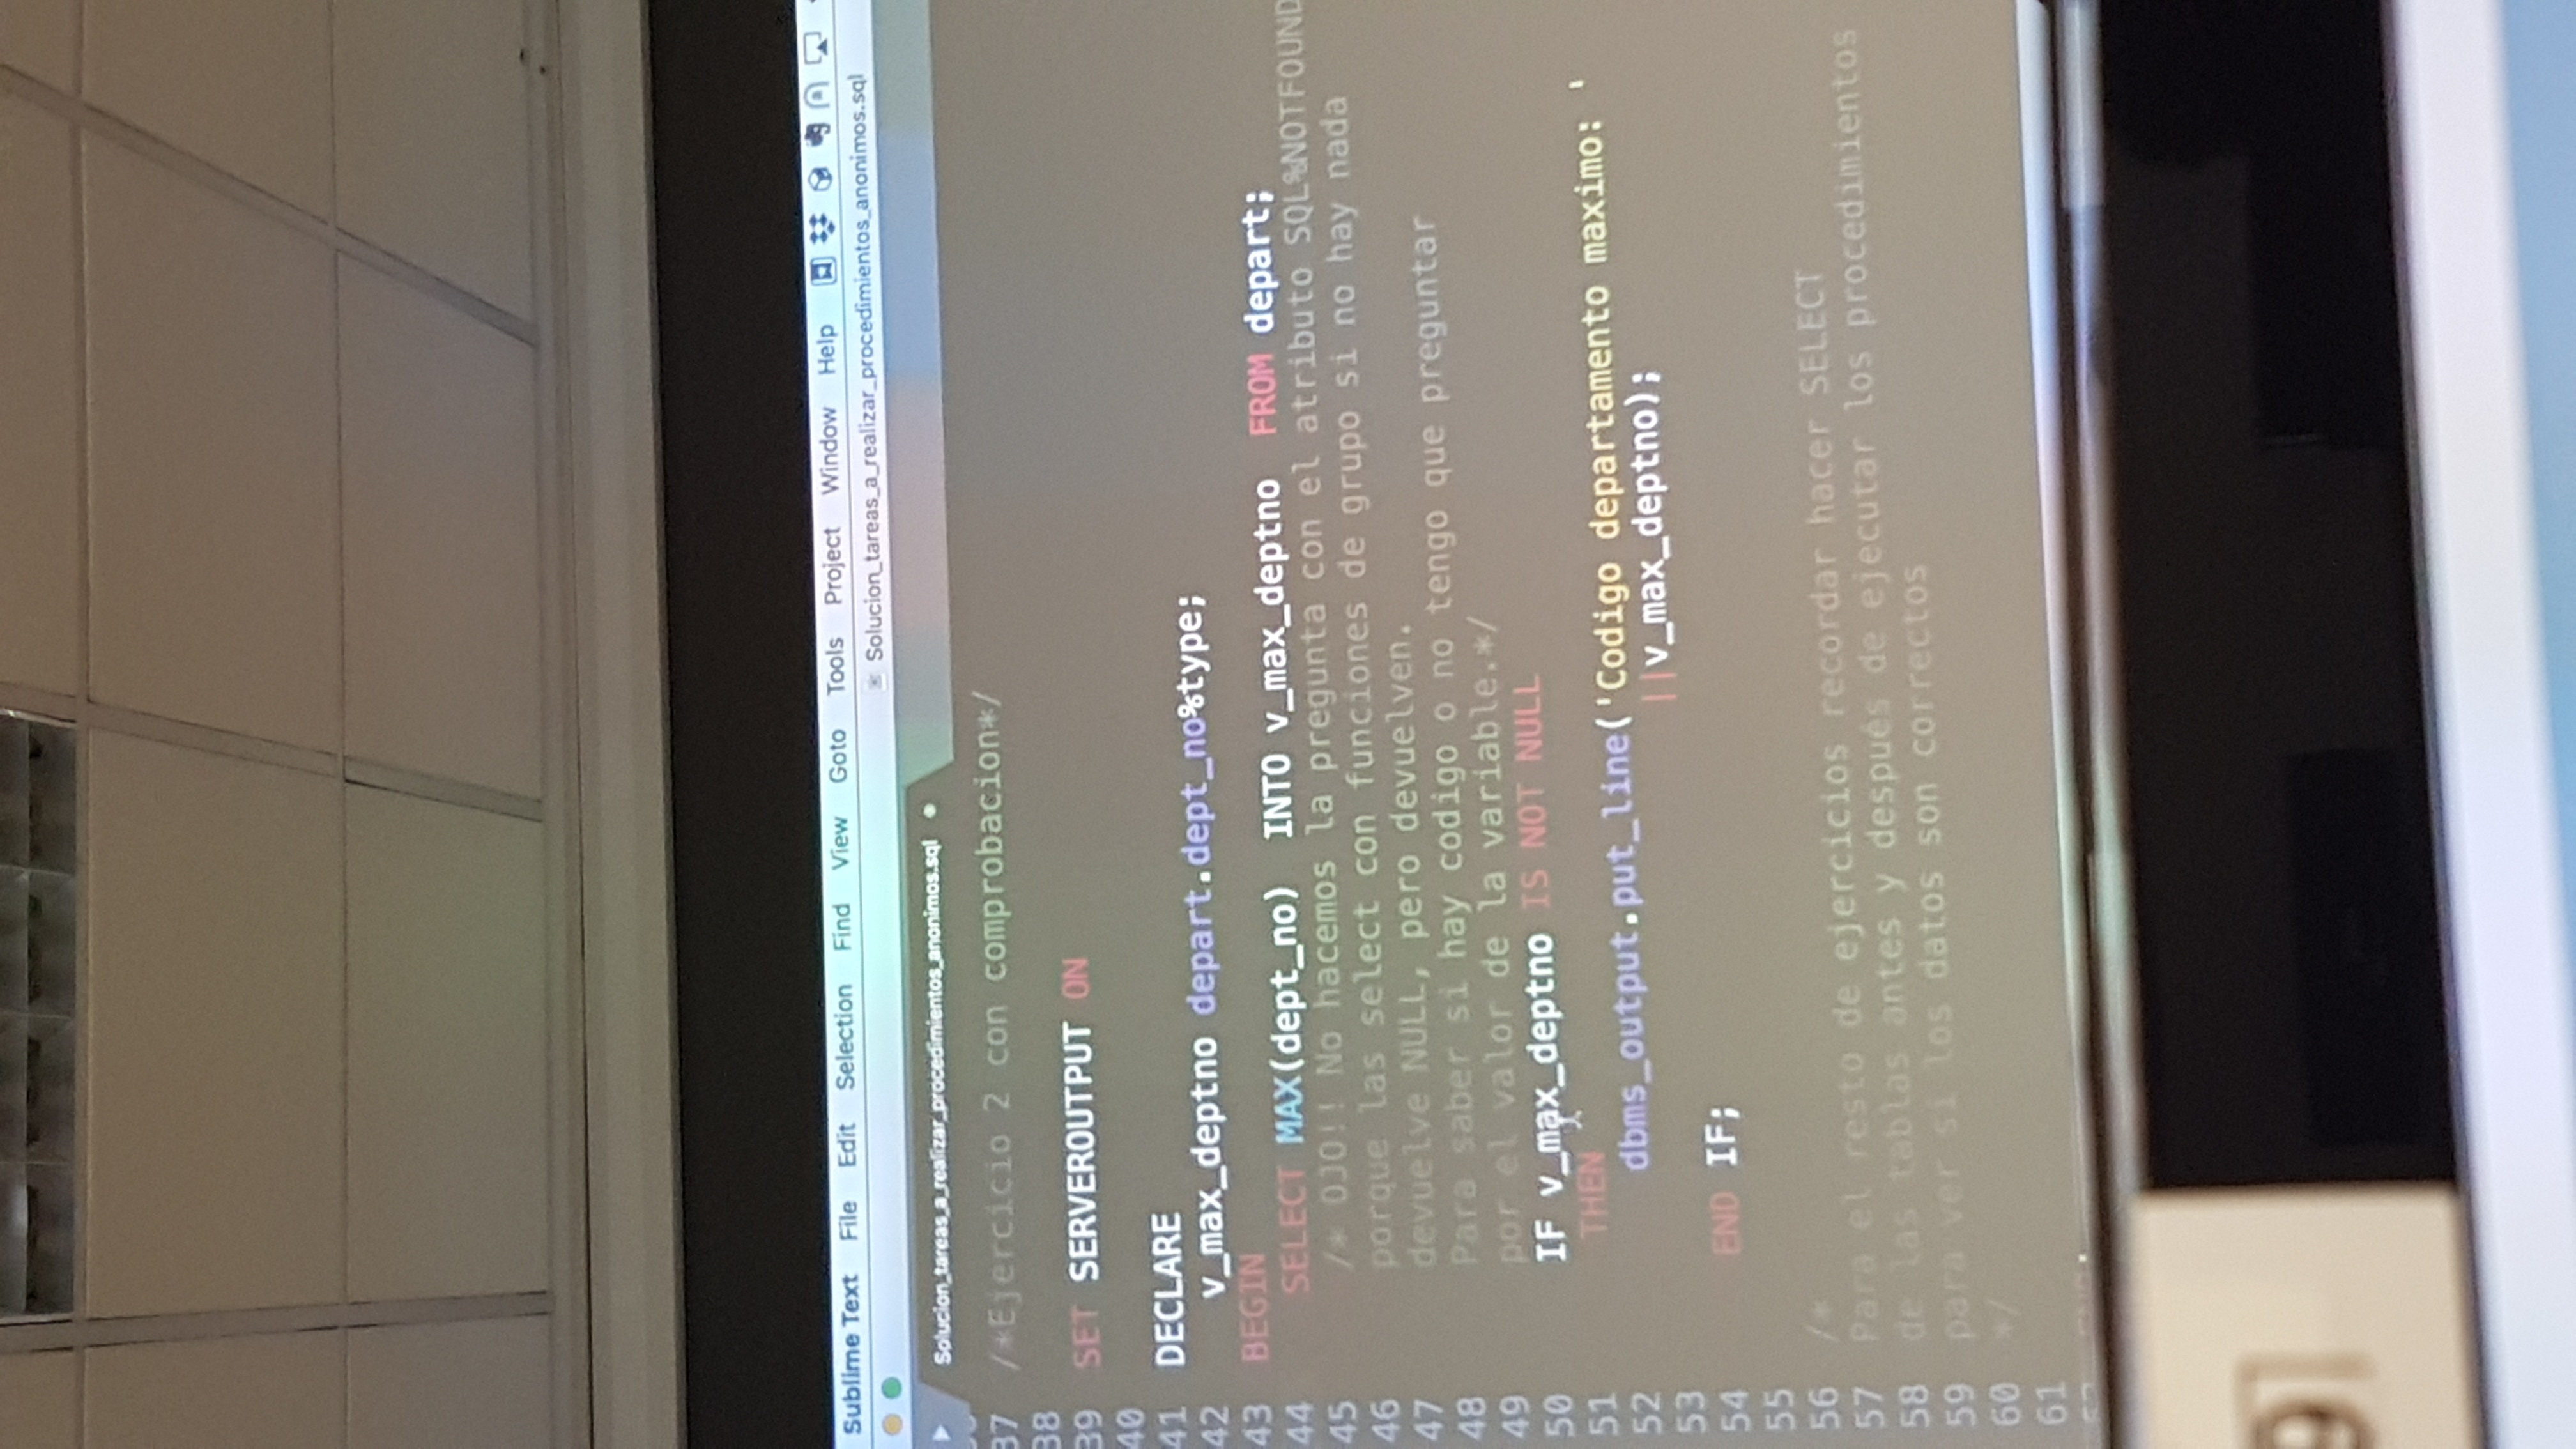 Sublime Text File Edit Selection Find View Goto Tools Project Window Help
Solucion_tareas_a_realizar_procedimientos_anonimos.sql
Solucion_tareas_a_realizar_procedimientos_anonimos.sql
37 /*Ejercicio 2 con comprobacion*/
38
39 SET SERVEROUTPUT ON
40
41 DECLARE
42 v_max_deptno depart.dept_no%type;
43 BEGIN
44 SELECT MAX(dept_no) INTO v_max_deptno FROM depart;
45 /* OJO!! No hacemos la pregunta con el atributo SQL%NOTFOUND
46 porque las select con funciones de grupo si no hay nada
47 devuelve NULL, pero devuelven.
48 Para saber si hay codigo o no tengo que preguntar
49 por el valor de la variable.*/
50 IF v_max_deptno IS NOT NULL
51 THEN
52 dbms_output.put_line('Codigo departamento maximo: '
53 ||v_max_deptno);
54 END IF;
55
56 /*
57 Para el resto de ejercicios recordar hacer SELECT
58 de las tablas antes y después de ejecutar los procedimientos
59 para ver si los datos son correctos
60 */
61
9